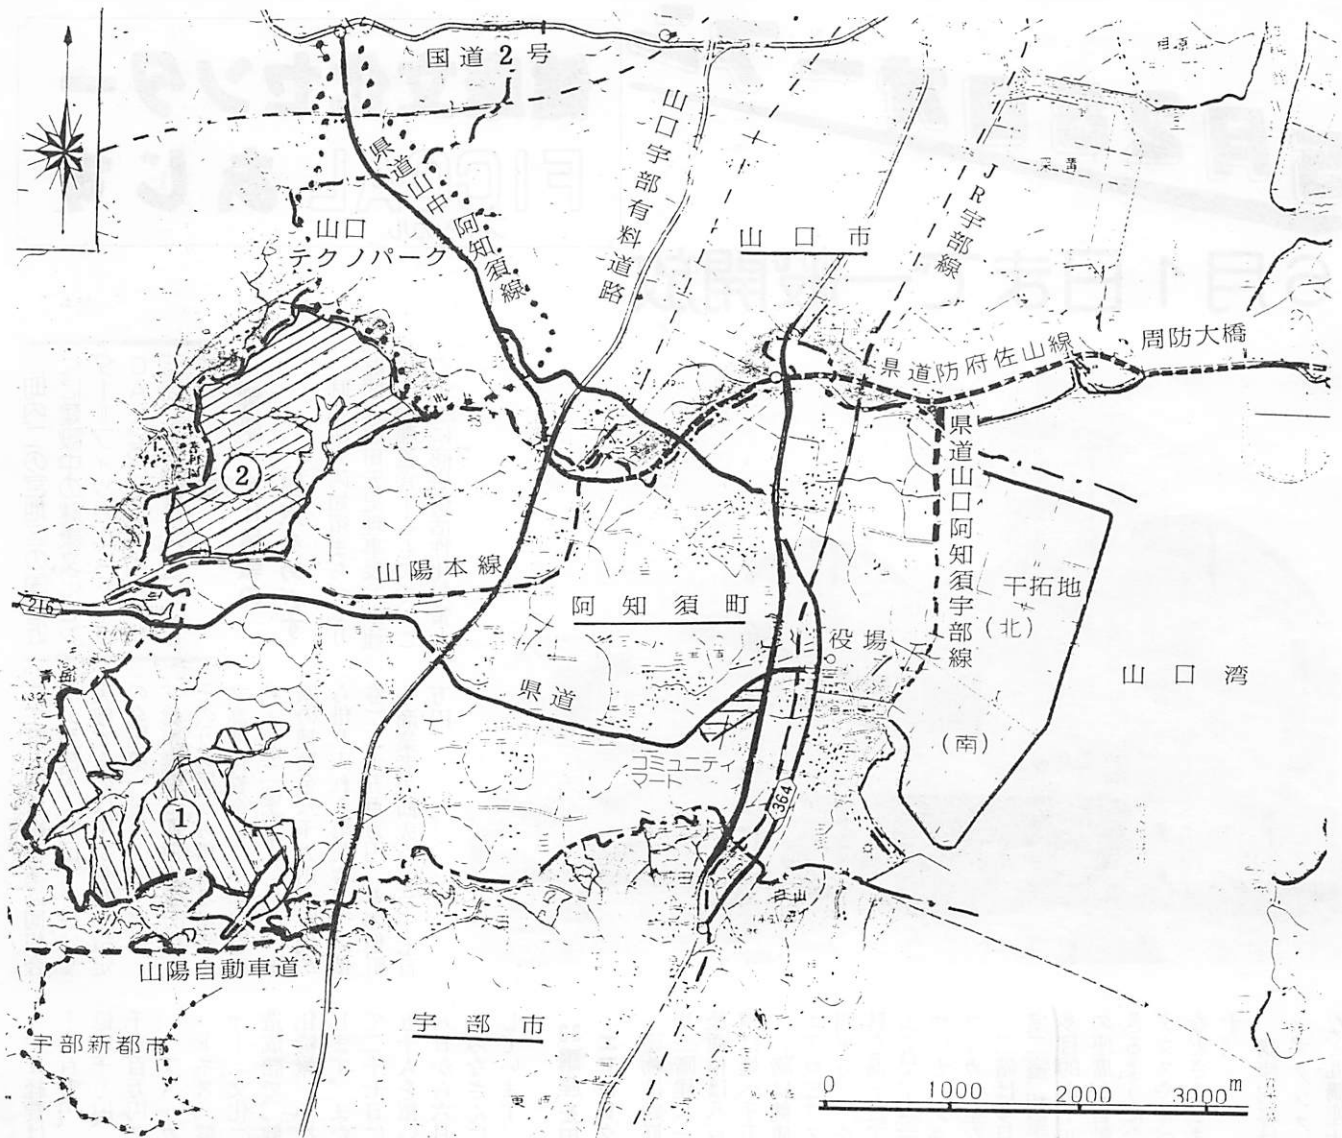 国道2号
県道山中
阿知須線
山口宇部有料道路
JR宇部線
山口
テクノパーク
山口市
県道防府佐山線
周防大橋
県道山口阿知須宇部線
②
山陽本線
阿知須町
干拓地
(北)
216
役場
山口湾
県道
(南)
コミュニティ
マート
364
①
山陽自動車道
宇部市
宇部新都市
0 1000 2000 3000 m